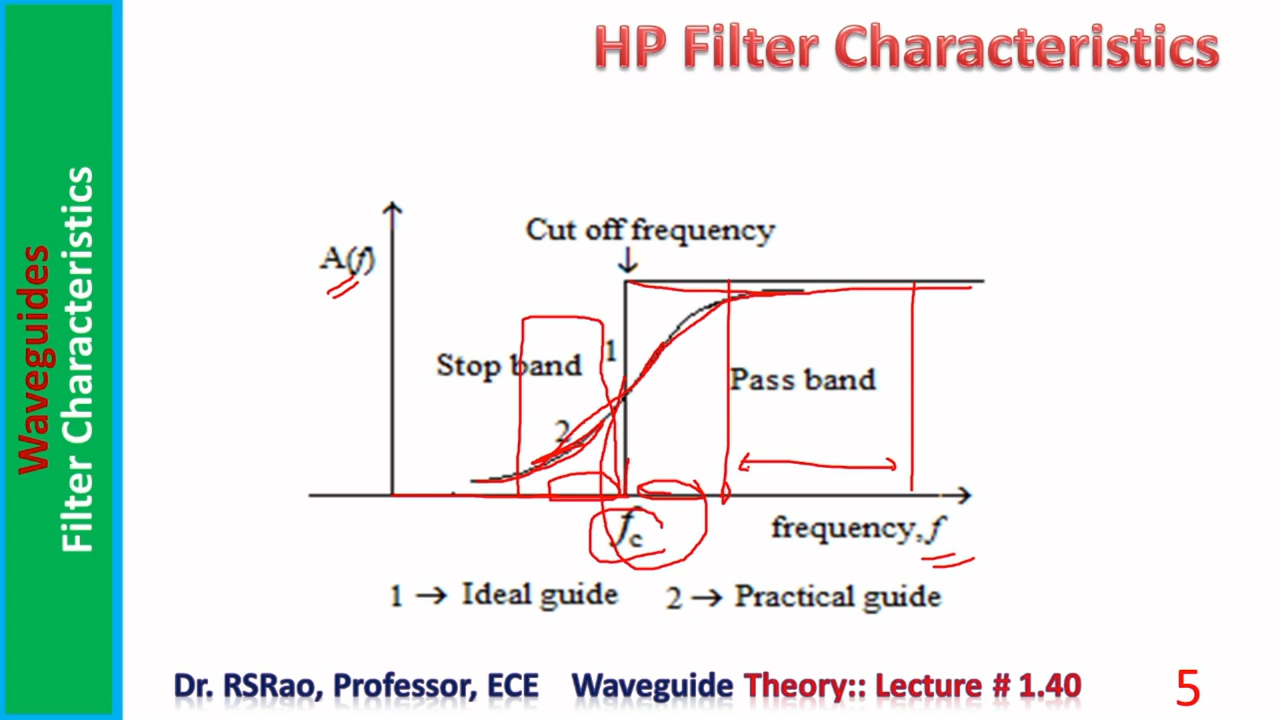 HP Filter Characteristics
Waveguides
Filter Characteristics
Cut off frequency
A(f)
1
Stop band
Pass band
2
fc
frequency, f
1 → Ideal guide 2 → Practical guide
Dr. RSRao, Professor, ECE Waveguide Theory:: Lecture # 1.40
5